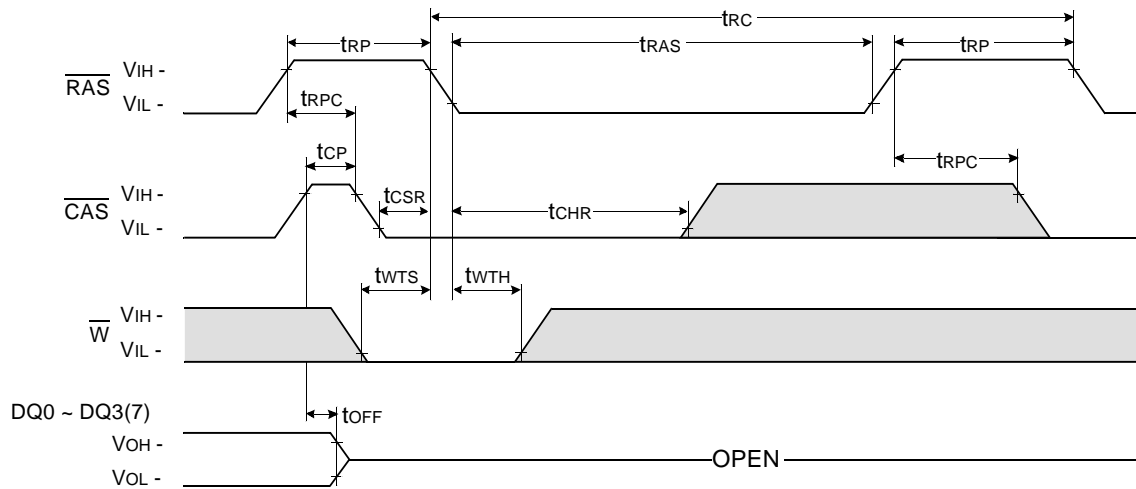 tRC
tRP tRAS tRP
RAS VIH -
VIL -
tRPC
tCP tRPC
CAS VIH -
VIL -
tCSR tCHR
tWTS tWTH
W VIH -
VIL -
DQ0 ~ DQ3(7)
tOFF
VOH -
VOL -
OPEN